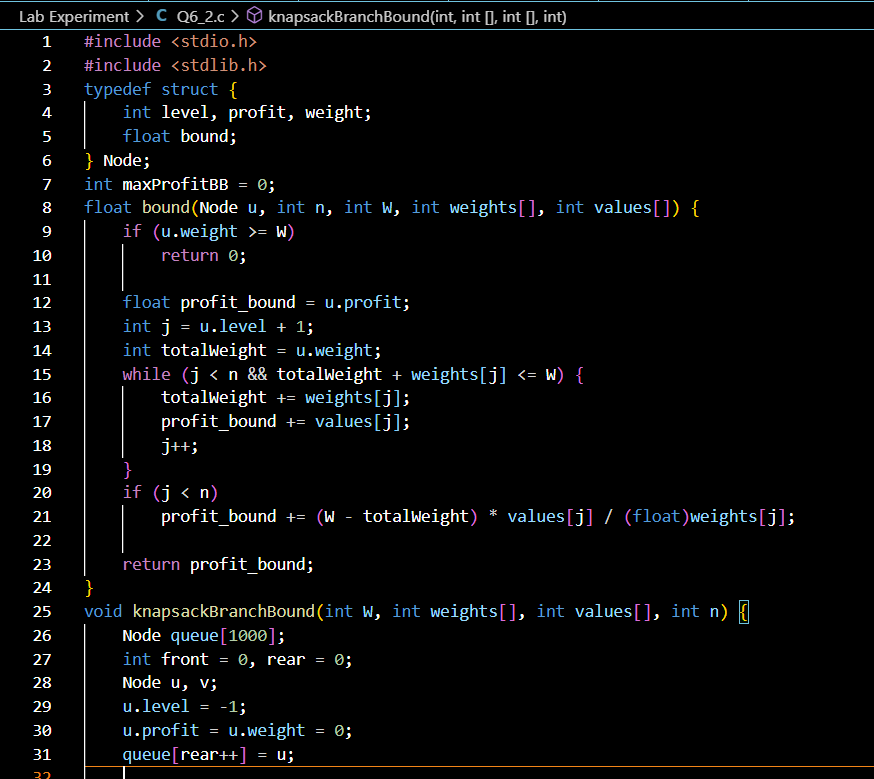 Lab Experiment > C Q6_2.c > knapsackBranchBound(int, int [], int [], int)
1 #include <stdio.h>
2 #include <stdlib.h>
3 typedef struct {
4     int level, profit, weight;
5     float bound;
6 } Node;
7 int maxProfitBB = 0;
8 float bound(Node u, int n, int W, int weights[], int values[]) {
9     if (u.weight >= W)
10         return 0;
11
12     float profit_bound = u.profit;
13     int j = u.level + 1;
14     int totalWeight = u.weight;
15     while (j < n && totalWeight + weights[j] <= W) {
16         totalWeight += weights[j];
17         profit_bound += values[j];
18         j++;
19     }
20     if (j < n)
21         profit_bound += (W - totalWeight) * values[j] / (float)weights[j];
22
23     return profit_bound;
24 }
25 void knapsackBranchBound(int W, int weights[], int values[], int n) {
26     Node queue[1000];
27     int front = 0, rear = 0;
28     Node u, v;
29     u.level = -1;
30     u.profit = u.weight = 0;
31     queue[rear++] = u;
32